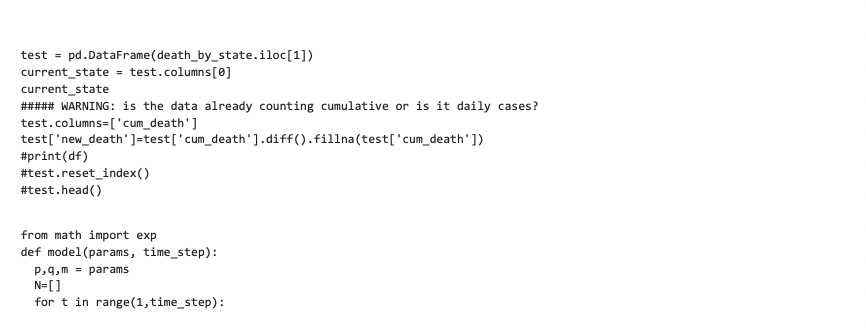 test = pd.DataFrame(death_by_state.iloc[1])
current_state = test.columns[0]
current_state
##### WARNING: is the data already counting cumulative or is it daily cases?
test.columns=['cum_death']
test['new_death']=test['cum_death'].diff().fillna(test['cum_death'])
#print(df)
#test.reset_index()
#test.head()
from math import exp
def model(params, time_step):
  p,q,m = params
  N=[]
  for t in range(1,time_step):